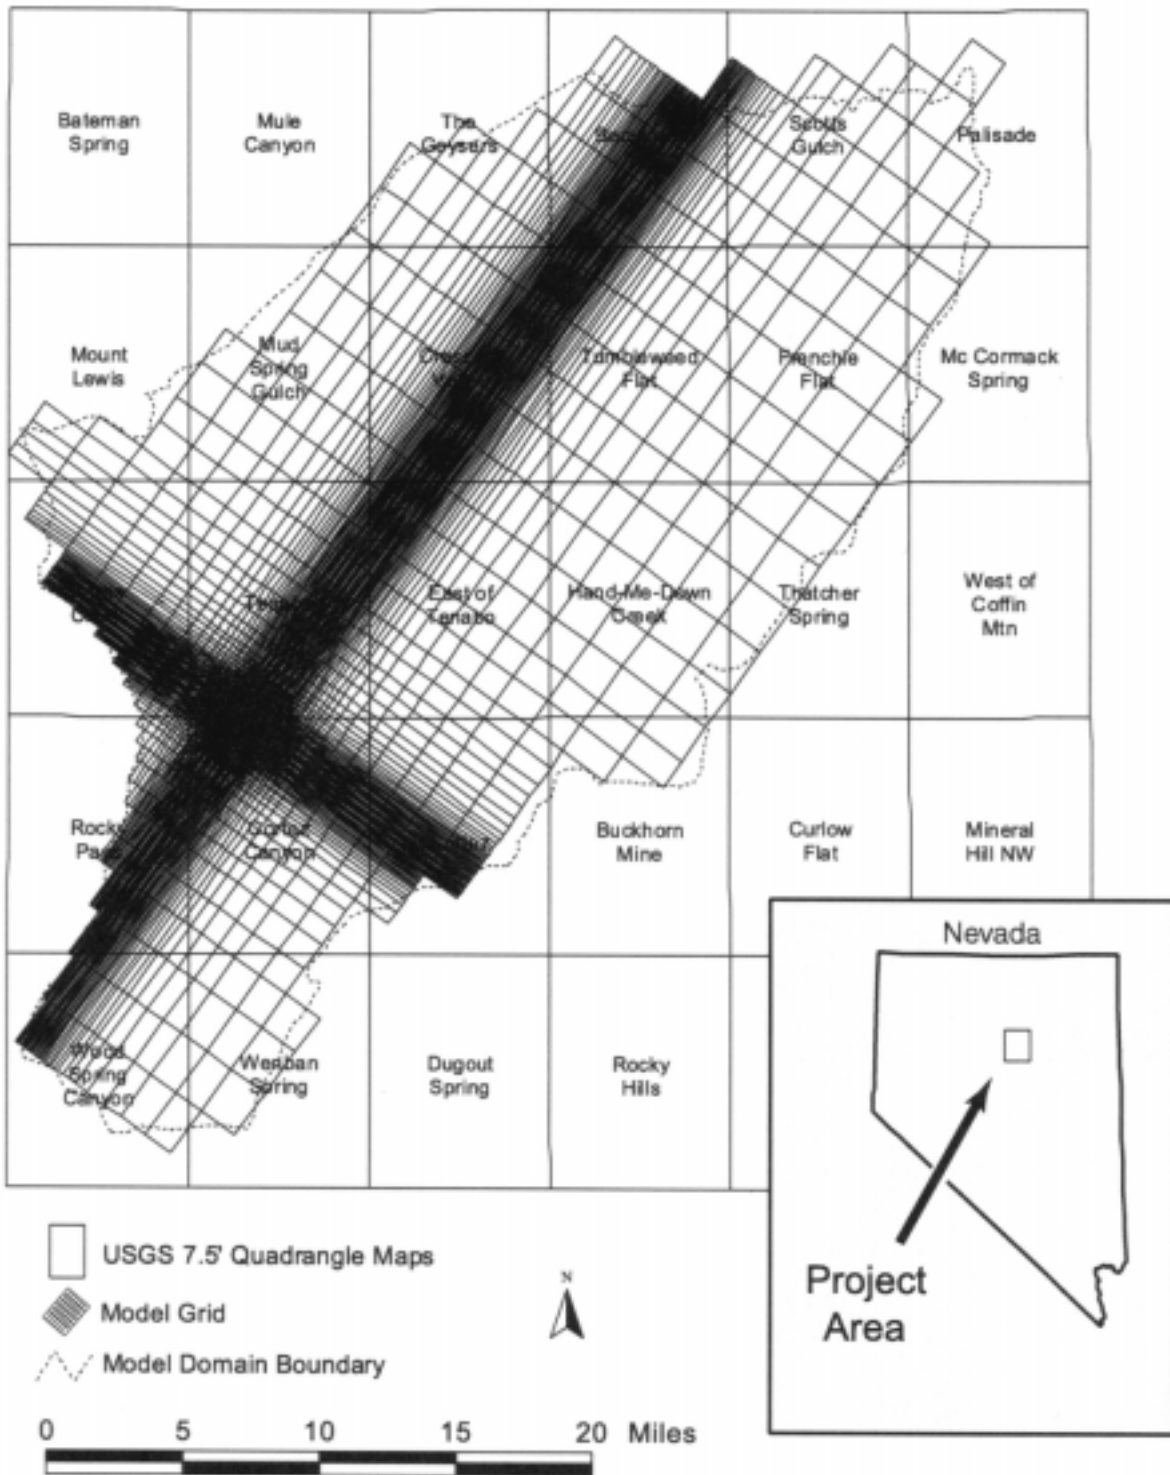 Bateman
Spring
Mule
Canyon
The
Geysers
Scotts
Gulch
Palisade
Mount
Lewis
Mud
Spring
Gulch
Tumbleweed
Flat
Frenchie
Flat
Mc Cormack
Spring
East of
Tenabo
Hand-Me-Down
Creek
Thatcher
Spring
West of
Coffin
Mtn
Rocky
Pass
Cortez
Canyon
Buckhorn
Mine
Curlow
Flat
Mineral
Hill NW
Wood
Spring
Canyon
Wenban
Spring
Dugout
Spring
Rocky
Hills
Nevada
Project
Area
USGS 7.5' Quadrangle Maps
Model Grid
Model Domain Boundary
N
0 5 10 15 20 Miles